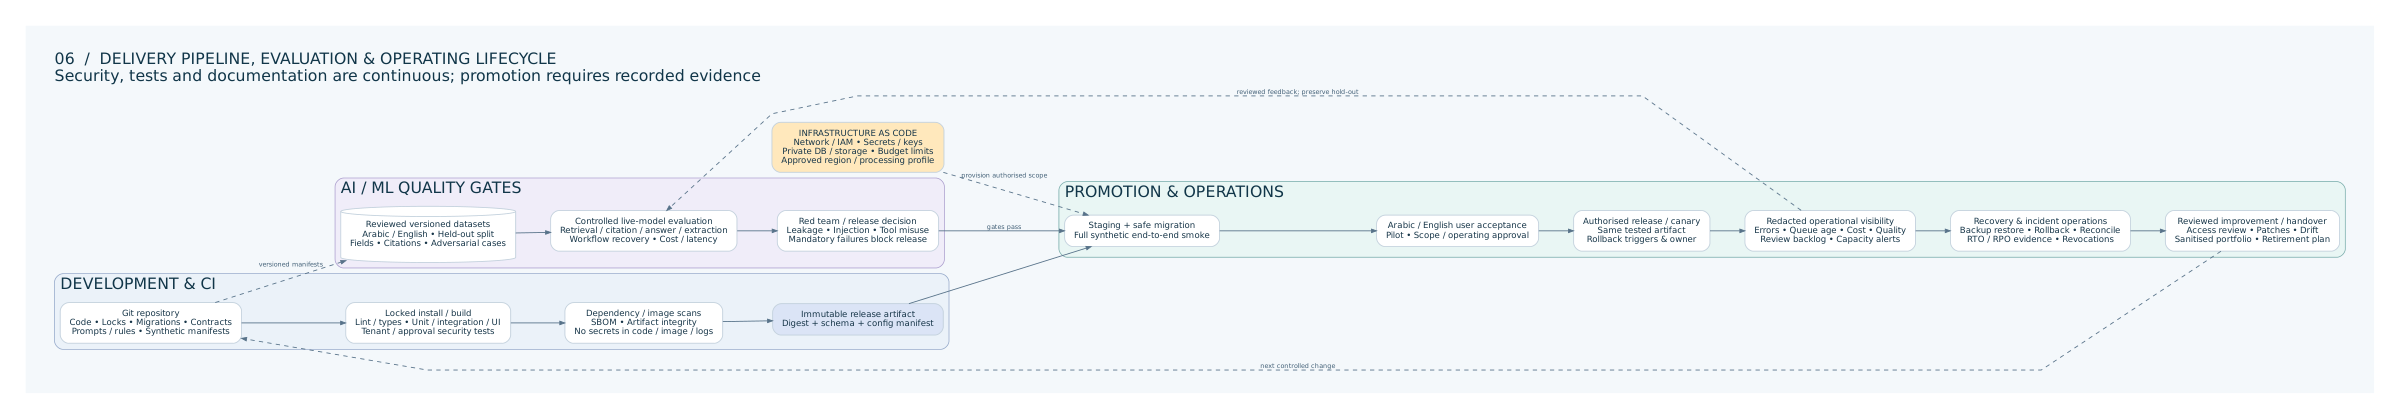 06  /  DELIVERY PIPELINE, EVALUATION & OPERATING LIFECYCLE
Security, tests and documentation are continuous; promotion requires recorded evidence
reviewed feedback; preserve hold-out
INFRASTRUCTURE AS CODE
Network / IAM • Secrets / keys
Private DB / storage • Budget limits
Approved region / processing profile
provision authorised scope
AI / ML QUALITY GATES
Reviewed versioned datasets
Arabic / English • Held-out split
Fields • Citations • Adversarial cases
Controlled live-model evaluation
Retrieval / citation / answer / extraction
Workflow recovery • Cost / latency
Red team / release decision
Leakage • Injection • Tool misuse
Mandatory failures block release
gates pass
PROMOTION & OPERATIONS
Staging + safe migration
Full synthetic end-to-end smoke
Arabic / English user acceptance
Pilot • Scope / operating approval
Authorised release / canary
Same tested artifact
Rollback triggers & owner
Redacted operational visibility
Errors • Queue age • Cost • Quality
Review backlog • Capacity alerts
Recovery & incident operations
Backup restore • Rollback • Reconcile
RTO / RPO evidence • Revocations
Reviewed improvement / handover
Access review • Patches • Drift
Sanitised portfolio • Retirement plan
versioned manifests
DEVELOPMENT & CI
Git repository
Code • Locks • Migrations • Contracts
Prompts / rules • Synthetic manifests
Locked install / build
Lint / types • Unit / integration / UI
Tenant / approval security tests
Dependency / image scans
SBOM • Artifact integrity
No secrets in code / image / logs
Immutable release artifact
Digest + schema + config manifest
next controlled change